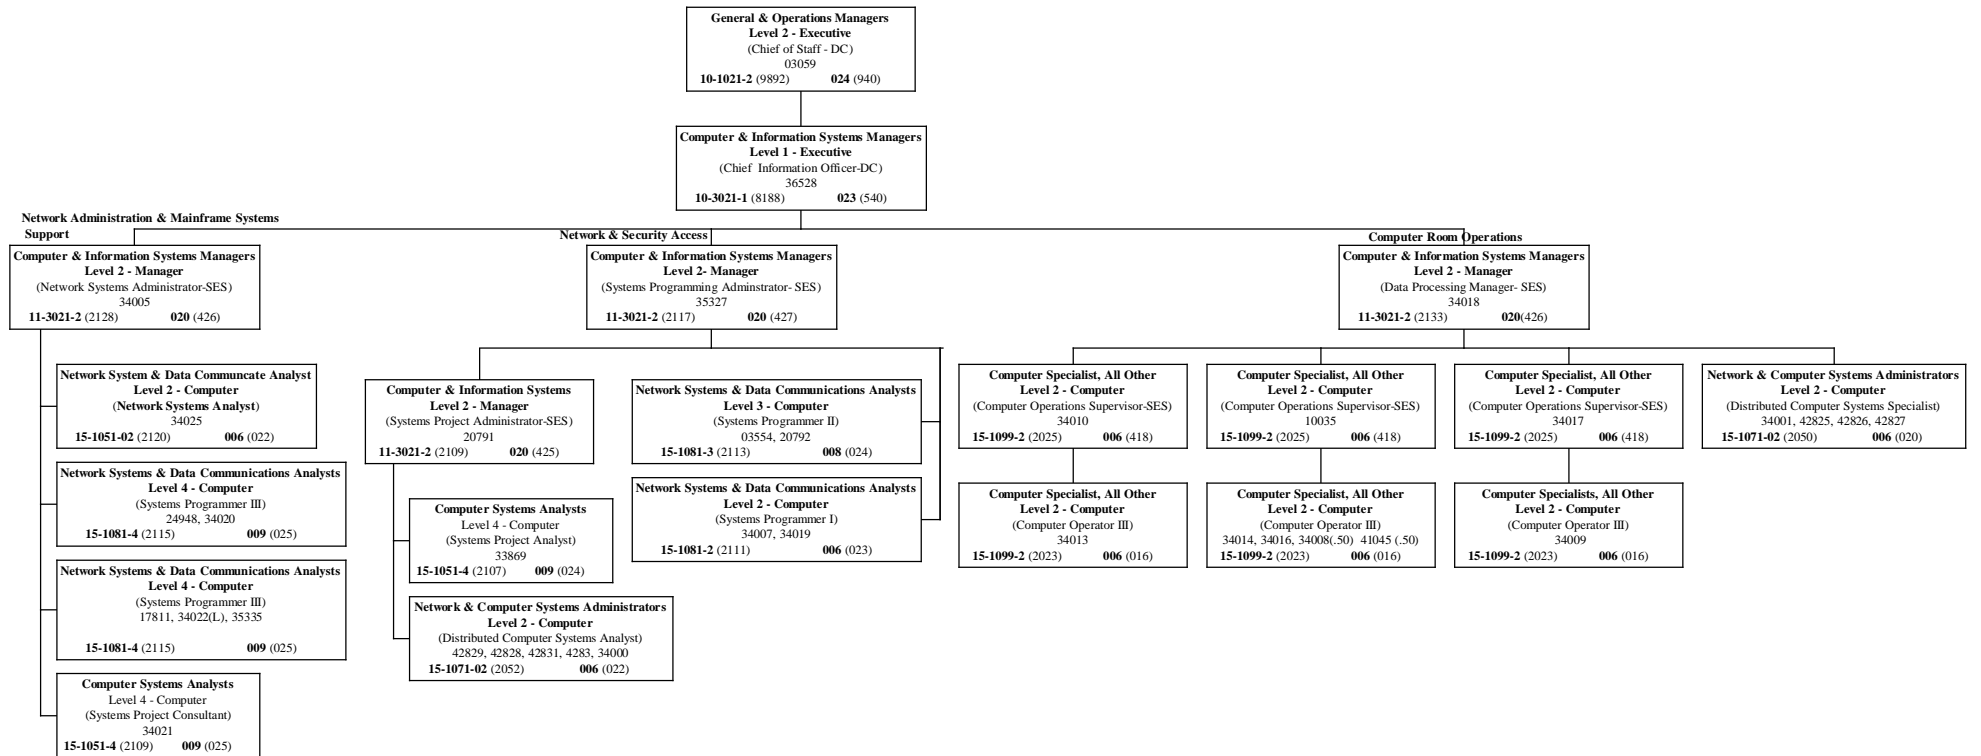 General & Operations Managers
Level 2 - Executive
(Chief of Staff - DC)
03059
10-1021-2 (9892) 024 (940)
Computer & Information Systems Managers
Level 1 - Executive
(Chief Information Officer-DC)
36528
10-3021-1 (8188) 023 (540)
Network Administration & Mainframe Systems
Support
Computer & Information Systems Managers
Level 2 - Manager
(Network Systems Administrator-SES)
34005
11-3021-2 (2128) 020 (426)
Network System & Data Communcate Analyst
Level 2 - Computer
(Network Systems Analyst)
34025
15-1051-02 (2120) 006 (022)
Network Systems & Data Communications Analysts
Level 4 - Computer
(Systems Programmer III)
24948, 34020
15-1081-4 (2115) 009 (025)
Network Systems & Data Communications Analysts
Level 4 - Computer
(Systems Programmer III)
17811, 34022(L), 35335
15-1081-4 (2115) 009 (025)
Computer Systems Analysts
Level 4 - Computer
(Systems Project Consultant)
34021
15-1051-4 (2109) 009 (025)
Network & Security Access
Computer & Information Systems Managers
Level 2- Manager
(Systems Programming Adminstrator- SES)
35327
11-3021-2 (2117) 020 (427)
Computer & Information Systems
Level 2 - Manager
(Systems Project Administrator-SES)
20791
11-3021-2 (2109) 020 (425)
Computer Systems Analysts
Level 4 - Computer
(Systems Project Analyst)
33869
15-1051-4 (2107) 009 (024)
Network & Computer Systems Administrators
Level 2 - Computer
(Distributed Computer Systems Analyst)
42829, 42828, 42831, 4283, 34000
15-1071-02 (2052) 006 (022)
Network Systems & Data Communications Analysts
Level 3 - Computer
(Systems Programmer II)
03554, 20792
15-1081-3 (2113) 008 (024)
Network Systems & Data Communications Analysts
Level 2 - Computer
(Systems Programmer I)
34007, 34019
15-1081-2 (2111) 006 (023)
Computer Room Operations
Computer & Information Systems Managers
Level 2 - Manager
(Data Processing Manager- SES)
34018
11-3021-2 (2133) 020(426)
Computer Specialist, All Other
Level 2 - Computer
(Computer Operations Supervisor-SES)
34010
15-1099-2 (2025) 006 (418)
Computer Specialist, All Other
Level 2 - Computer
(Computer Operator III)
34013
15-1099-2 (2023) 006 (016)
Computer Specialist, All Other
Level 2 - Computer
(Computer Operations Supervisor-SES)
10035
15-1099-2 (2025) 006 (418)
Computer Specialist, All Other
Level 2 - Computer
(Computer Operator III)
34014, 34016, 34008(.50) 41045 (.50)
15-1099-2 (2023) 006 (016)
Computer Specialist, All Other
Level 2 - Computer
(Computer Operations Supervisor-SES)
34017
15-1099-2 (2025) 006 (418)
Computer Specialists, All Other
Level 2 - Computer
(Computer Operator III)
34009
15-1099-2 (2023) 006 (016)
Network & Computer Systems Administrators
Level 2 - Computer
(Distributed Computer Systems Specialist)
34001, 42825, 42826, 42827
15-1071-02 (2050) 006 (020)